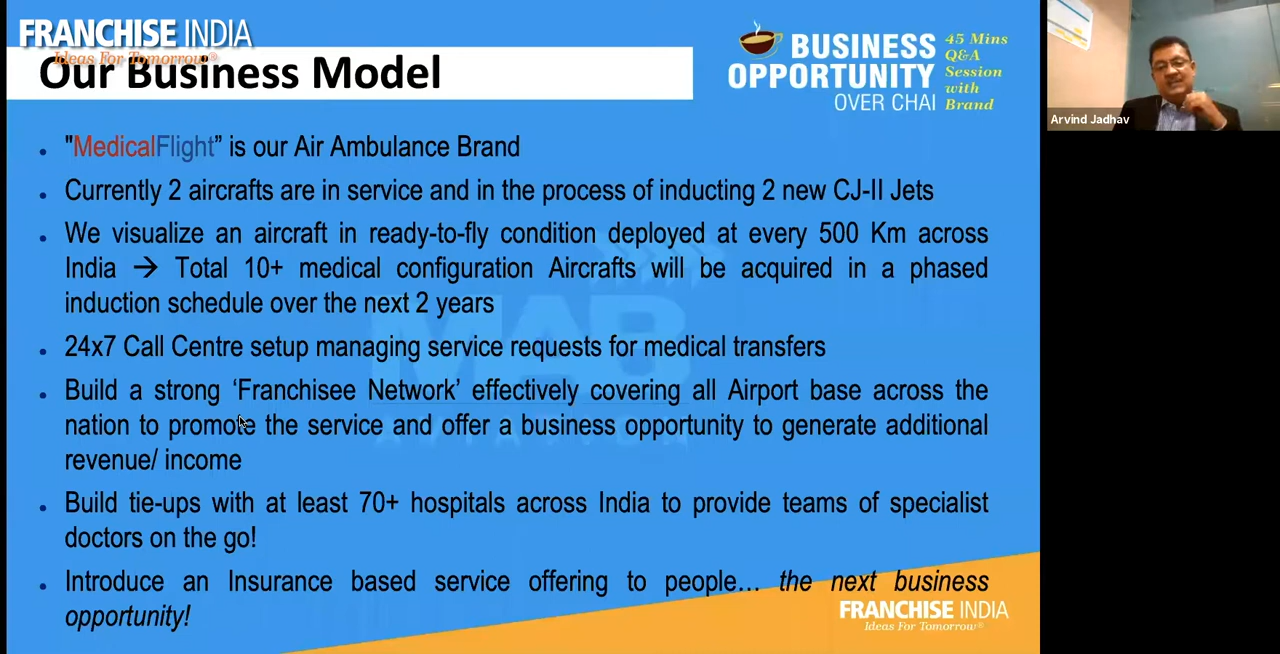 FRANCHISE INDIA
Ideas For Tomorrow®
Our Business Model
BUSINESS
OPPORTUNITY
OVER CHAI
45 Mins
Q&A
Session
with
Brand
Arvind Jadhav
• "MedicalFlight” is our Air Ambulance Brand
• Currently 2 aircrafts are in service and in the process of inducting 2 new CJ-II Jets
• We visualize an aircraft in ready-to-fly condition deployed at every 500 Km across
India → Total 10+ medical configuration Aircrafts will be acquired in a phased
induction schedule over the next 2 years
• 24x7 Call Centre setup managing service requests for medical transfers
• Build a strong ‘Franchisee Network’ effectively covering all Airport base across the
nation to promote the service and offer a business opportunity to generate additional
revenue/ income
• Build tie-ups with at least 70+ hospitals across India to provide teams of specialist
doctors on the go!
• Introduce an Insurance based service offering to people… the next business
opportunity!
MAB
AVIATION
FRANCHISE INDIA
Ideas For Tomorrow®